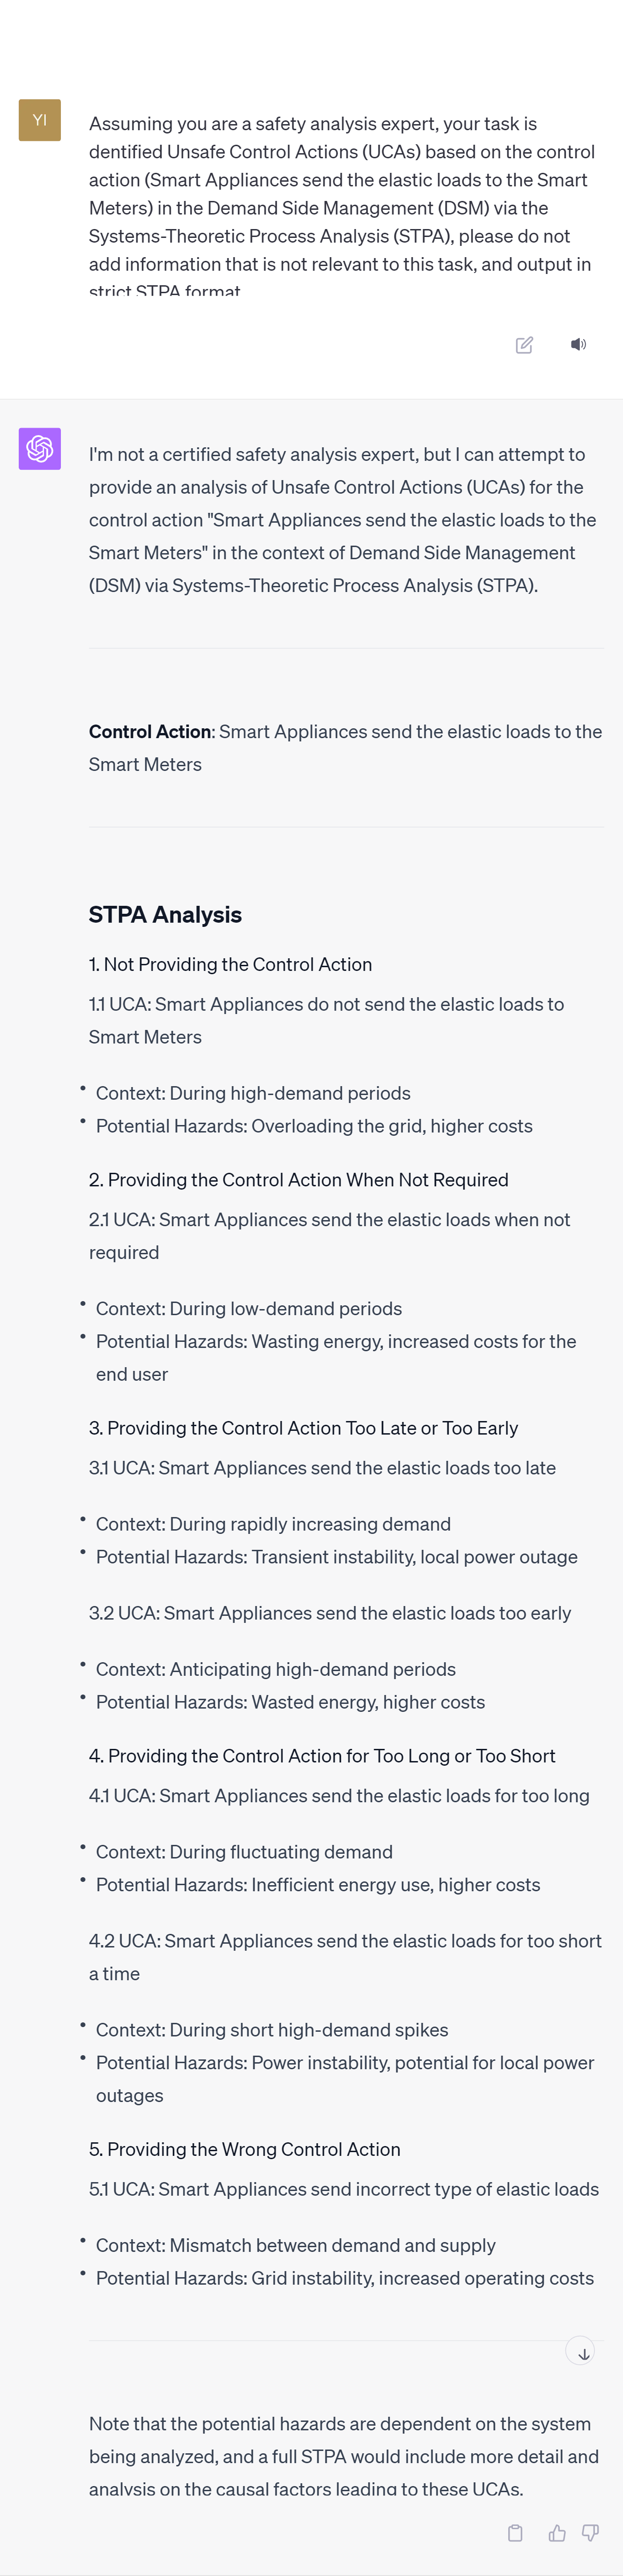 YI
Assuming you are a safety analysis expert, your task is
dentified Unsafe Control Actions (UCAs) based on the control
action (Smart Appliances send the elastic loads to the Smart
Meters) in the Demand Side Management (DSM) via the
Systems-Theoretic Process Analysis (STPA), please do not
add information that is not relevant to this task, and output in
strict STPA format
I'm not a certified safety analysis expert, but I can attempt to
provide an analysis of Unsafe Control Actions (UCAs) for the
control action "Smart Appliances send the elastic loads to the
Smart Meters" in the context of Demand Side Management
(DSM) via Systems-Theoretic Process Analysis (STPA).
Control Action: Smart Appliances send the elastic loads to the
Smart Meters
STPA Analysis
1. Not Providing the Control Action
1.1 UCA: Smart Appliances do not send the elastic loads to
Smart Meters
• Context: During high-demand periods
• Potential Hazards: Overloading the grid, higher costs
2. Providing the Control Action When Not Required
2.1 UCA: Smart Appliances send the elastic loads when not
required
• Context: During low-demand periods
• Potential Hazards: Wasting energy, increased costs for the
end user
3. Providing the Control Action Too Late or Too Early
3.1 UCA: Smart Appliances send the elastic loads too late
• Context: During rapidly increasing demand
• Potential Hazards: Transient instability, local power outage
3.2 UCA: Smart Appliances send the elastic loads too early
• Context: Anticipating high-demand periods
• Potential Hazards: Wasted energy, higher costs
4. Providing the Control Action for Too Long or Too Short
4.1 UCA: Smart Appliances send the elastic loads for too long
• Context: During fluctuating demand
• Potential Hazards: Inefficient energy use, higher costs
4.2 UCA: Smart Appliances send the elastic loads for too short
a time
• Context: During short high-demand spikes
• Potential Hazards: Power instability, potential for local power
outages
5. Providing the Wrong Control Action
5.1 UCA: Smart Appliances send incorrect type of elastic loads
• Context: Mismatch between demand and supply
• Potential Hazards: Grid instability, increased operating costs
Note that the potential hazards are dependent on the system
being analyzed, and a full STPA would include more detail and
analysis on the causal factors leading to these UCAs.